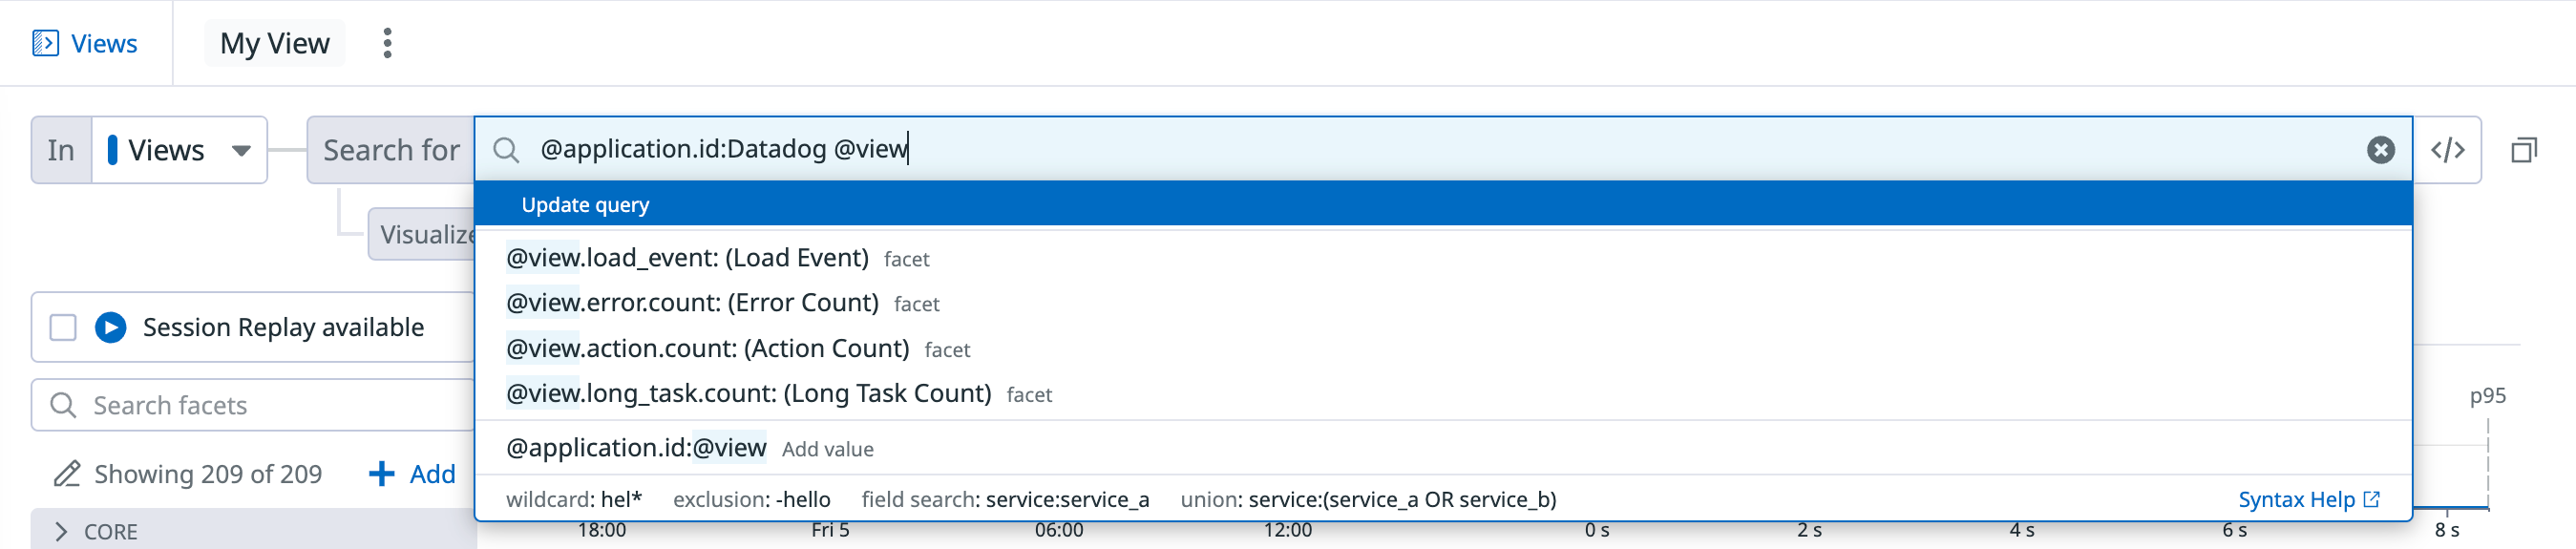 Views
My View
In
Views
Search for
@application.id:Datadog @view
</>
Update query
Visualize
@view.load_event: (Load Event) facet
@view.error.count: (Error Count) facet
Session Replay available
@view.action.count: (Action Count) facet
@view.long_task.count: (Long Task Count) facet
Search facets
p95
@application.id:@view Add value
Showing 209 of 209
Add
wildcard: hel* exclusion: -hello field search: service:service_a union: service:(service_a OR service_b)
Syntax Help
CORE
18:00 Fri 5 06:00 12:00 0 s 2 s 4 s 6 s 8 s